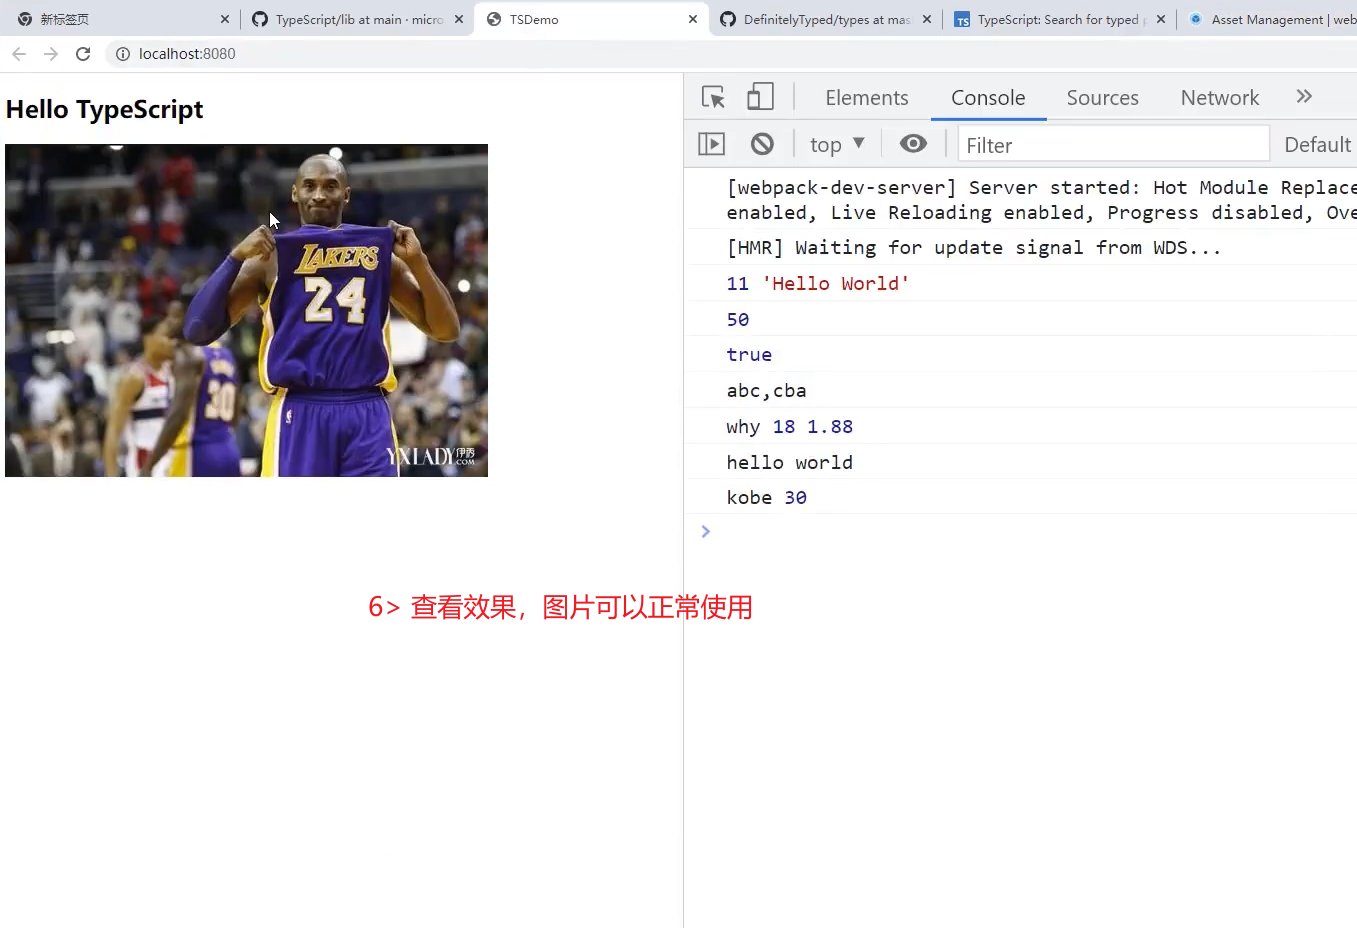 新标签页
TypeScript/lib at main · micro
TSDemo
DefinitelyTyped/types at mas
TypeScript: Search for typed
Asset Management | web
localhost:8080
Hello TypeScript
LAKERS
24
30
YXLADY伊秀
.COM
Elements Console Sources Network
top ▼ Filter Default
[webpack-dev-server] Server started: Hot Module Replace
enabled, Live Reloading enabled, Progress disabled, Ove
[HMR] Waiting for update signal from WDS...
11 'Hello World'
50
true
abc,cba
why 18 1.88
hello world
kobe 30
6> 查看效果，图片可以正常使用